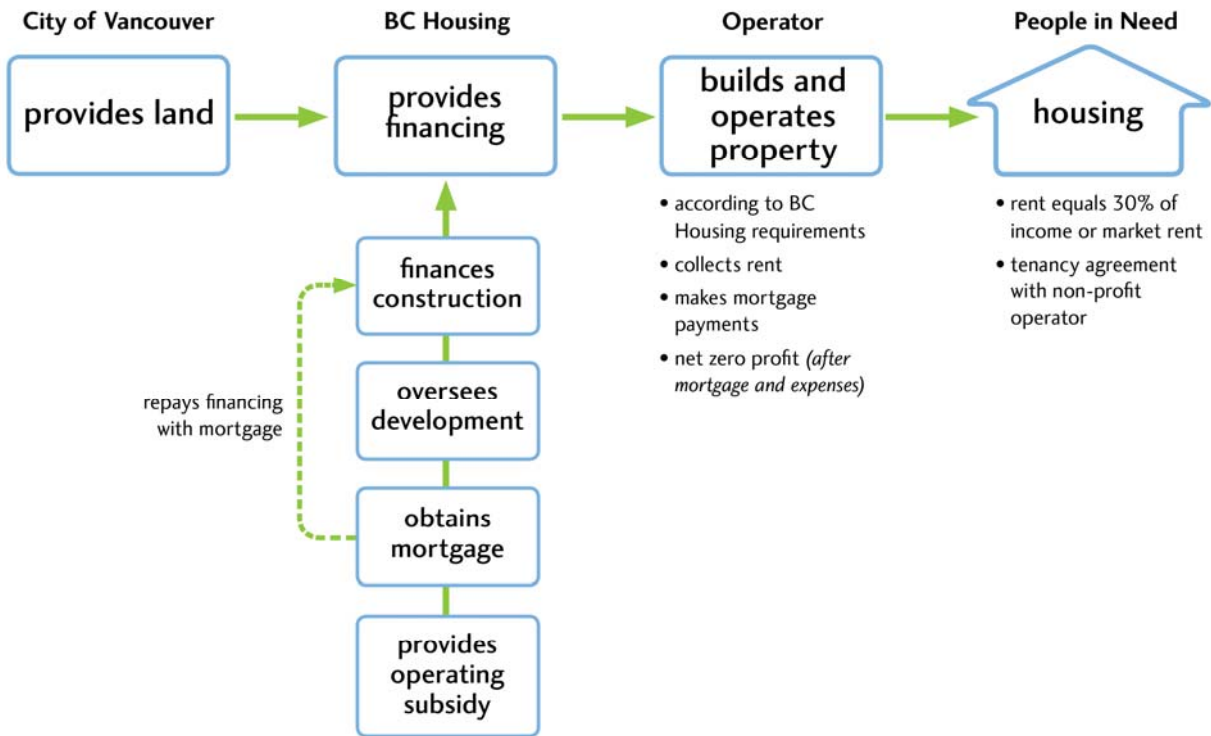 City of Vancouver
provides land
BC Housing
provides
financing
Operator
builds and
operates
property
People in Need
housing
finances
construction
oversees
development
obtains
mortgage
provides
operating
subsidy
repays financing
with mortgage
• according to BC
Housing requirements
• collects rent
• makes mortgage
payments
• net zero profit (after
mortgage and expenses)
• rent equals 30% of
income or market rent
• tenancy agreement
with non-profit
operator